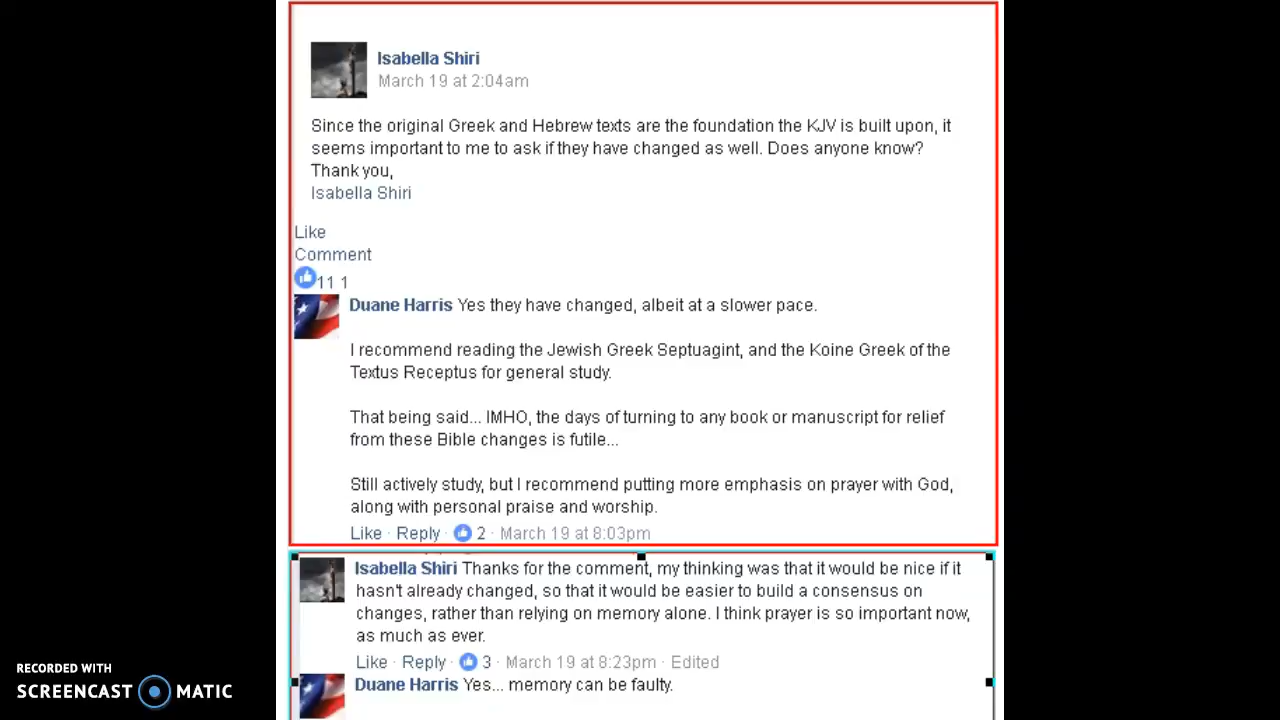 Isabella Shiri
March 19 at 2:04am
Since the original Greek and Hebrew texts are the foundation the KJV is built upon, it
seems important to me to ask if they have changed as well. Does anyone know?
Thank you,
Isabella Shiri
Like
Comment
11 1
Duane Harris Yes they have changed, albeit at a slower pace.
I recommend reading the Jewish Greek Septuagint, and the Koine Greek of the
Textus Receptus for general study.
That being said... IMHO, the days of turning to any book or manuscript for relief
from these Bible changes is futile...
Still actively study, but I recommend putting more emphasis on prayer with God,
along with personal praise and worship.
Like · Reply · 2 · March 19 at 8:03pm
Isabella Shiri Thanks for the comment, my thinking was that it would be nice if it
hasn't already changed, so that it would be easier to build a consensus on
changes, rather than relying on memory alone. I think prayer is so important now,
as much as ever.
Like · Reply · 3 · March 19 at 8:23pm · Edited
Duane Harris Yes... memory can be faulty.
RECORDED WITH
SCREENCAST MATIC